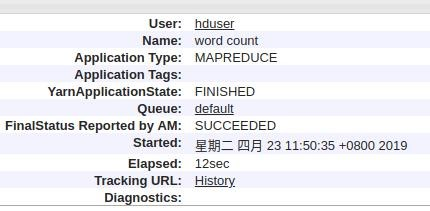 User: hduser
Name: word count
Application Type: MAPREDUCE
Application Tags:
YarnApplicationState: FINISHED
Queue: default
FinalStatus Reported by AM: SUCCEEDED
Started: 星期二 四月 23 11:50:35 +0800 2019
Elapsed: 12sec
Tracking URL: History
Diagnostics: